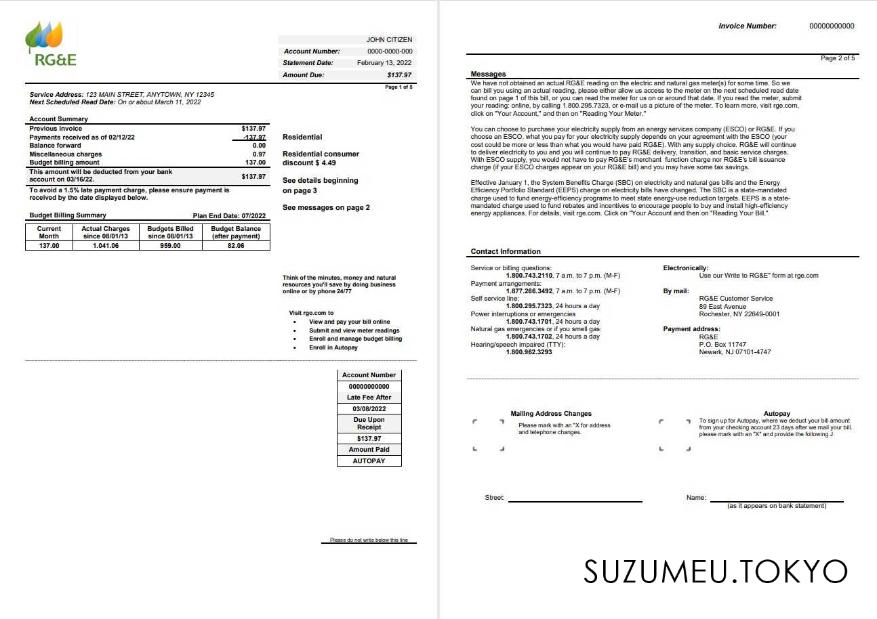 RG&E
JOHN CITIZEN
Account Number: 0000-0000-000
Statement Date: February 13, 2022
Amount Due: $137.97
Page 1 of 5
Service Address: 123 MAIN STREET, ANYTOWN, NY 12345
Next Scheduled Read Date: On or about March 11, 2022
Account Summary
Previous invoice $137.97
Payments received as of 02/12/22 -137.97
Balance forward 0.00
Miscellaneous charges 0.97
Budget billing amount 137.00
This amount will be deducted from your bank
account on 03/16/22. $137.97
To avoid a 1.5% late payment charge, please ensure payment is
received by the date displayed below.
Residential
Residential consumer
discount $ 4.49
See details beginning
on page 3
See messages on page 2
Budget Billing Summary Plan End Date: 07/2022
Current Month Actual Charges since 08/01/13 Budgets Billed since 08/01/13 Budget Balance (after payment)
137.00 1.041.06 959.00 82.06
Think of the minutes, money and natural
resources you'll save by doing business
online or by phone 24/77
Visit rgo.com to
• View and pay your bill online
• Submit and view meter readings
• Enroll and manage budget billing
• Enroll in Autopay
Account Number
00000000000
Late Fee After
03/08/2022
Due Upon
Receipt
$137.97
Amount Paid
AUTOPAY
Please do not write below this line
Invoice Number: 00000000000
Page 2 of 5
Messages
We have not obtained an actual RG&E reading on the electric and natural gas meter(s) for some time. So we
can bill you using an actual reading, please either allow us access to the meter on the next scheduled read date
found on page 1 of this bill, or you can read the meter for us on or around that date. If you read the meter, submit
your reading: online, by calling 1.800.295.7323, or e-mail us a picture of the meter. To learn more, visit rge.com,
click on "Your Account," and then on "Reading Your Meter."
You can choose to purchase your electricity supply from an energy services company (ESCO) or RG&E. If you
choose an ESCO, what you pay for your electricity supply depends on your agreement with the ESCO (your
cost could be more or less than what you would have paid RG&E). With any supply choice. RG&E will continue
to deliver electricity to you and you will continue to pay RG&E delivery, transition, and basic service charges.
With ESCO supply, you would not have to pay RG&E's merchant function charge nor RG&E's bill issuance
charge (if your ESCO charges appear on your RG&E bill) and you may have some tax savings.
Effective January 1, the System Benefits Charge (SBC) on electricity and natural gas bills and the Energy
Efficiency Portfolio Standard (EEPS) charge on electricity bills have changed. The SBC is a state-mandated
charge used to fund energy-efficiency programs to meet state energy-use reduction targets. EEPS is a state-
mandated charge used to fund rebates and incentives to encourage people to buy and install high-efficiency
energy appliances. For details, visit rge.com. Click on "Your Account and then on "Reading Your Bill."
Contact Information
Service or billing questions:
1.800.743.2110, 7 a.m. to 7 p.m. (M-F)
Payment arrangements:
1.877.266.3492, 7 a.m. to 7 p.m. (M-F)
Self service line:
1.800.295.7323, 24 hours a day
Power interruptions or emergencies
1.800.743.1701, 24 hours a day
Natural gas emergencies or if you smell gas:
1.800.743.1702, 24 hours a day
Hearing/speech impaired (TTY):
1.800.962.3293
Electronically:
Use our Write to RG&E" form at rge.com
By mail:
RG&E Customer Service
89 East Avenue
Rochester, NY 22649-0001
Payment address:
RG&E
P.O. Box 11747
Newark, NJ 07101-4747
Mailing Address Changes
Please mark with an "X for address
and telephone changes.
Autopay
To sign up for Autopay, where we deduct your bill amount
from your checking account 23 days after we mail your bill.
please mark with an "X" and provide the following J.
Street:
Name:
(as it appears on bank statement)
SUZUMEU.TOKYO